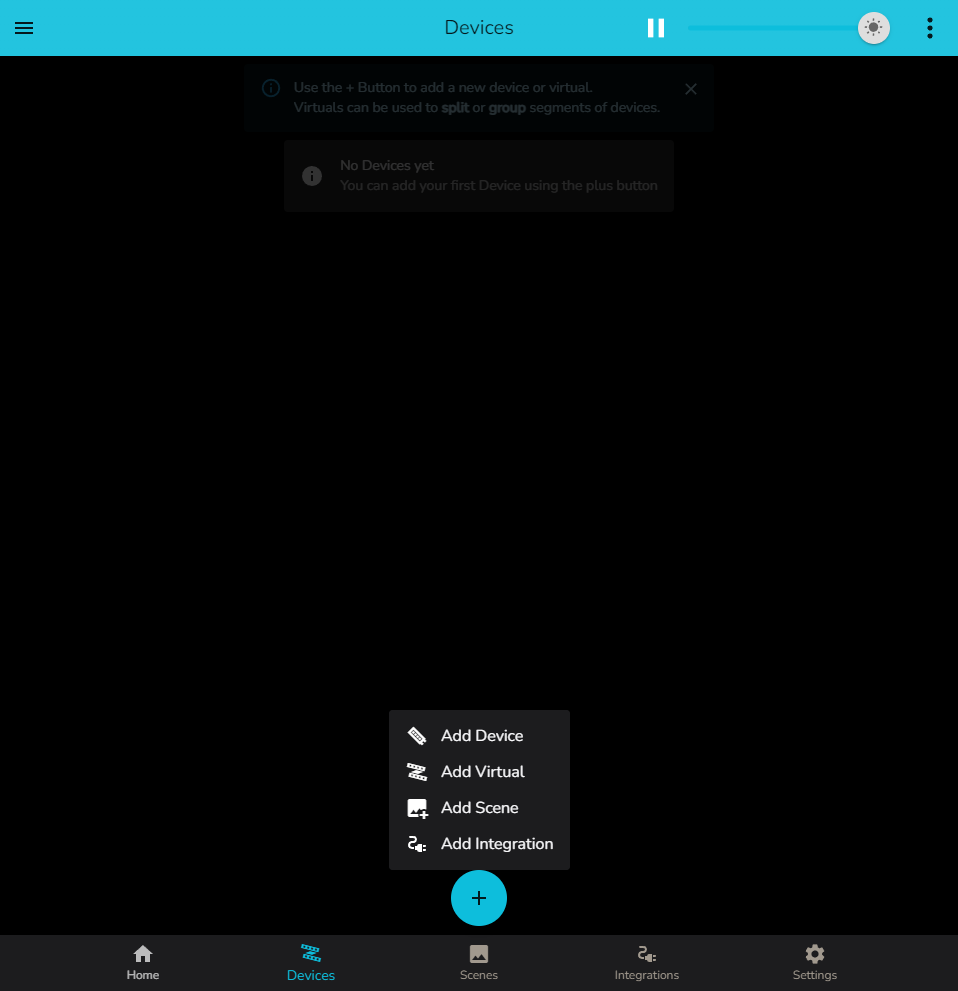 Devices
Use the + Button to add a new device or virtual.
Virtuals can be used to split or group segments of devices.
No Devices yet
You can add your first Device using the plus button
Add Device
Add Virtual
Add Scene
Add Integration
Home
Devices
Scenes
Integrations
Settings